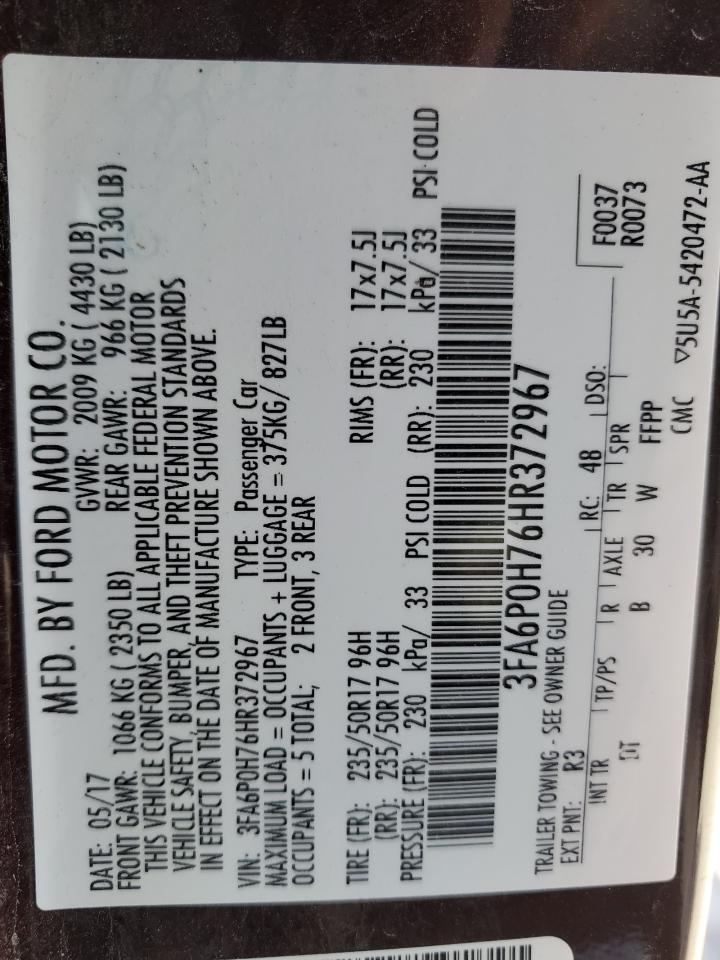 MFD. BY FORD MOTOR CO.
DATE: 05/17 GVWR: 2009 KG ( 4430 LB)
FRONT GAWR: 1066 KG ( 2350 LB) REAR GAWR: 966 KG ( 2130 LB)
THIS VEHICLE CONFORMS TO ALL APPLICABLE FEDERAL MOTOR
VEHICLE SAFETY, BUMPER, AND THEFT PREVENTION STANDARDS
IN EFFECT ON THE DATE OF MANUFACTURE SHOWN ABOVE.
VIN: 3FA6P0H76HR372967 TYPE: Passenger Car
MAXIMUM LOAD = OCCUPANTS + LUGGAGE = 375KG/ 827LB
OCCUPANTS = 5 TOTAL; 2 FRONT, 3 REAR
TIRE (FR): 235/50R17 96H RIMS (FR): 17x7.5J
(RR): 235/50R17 96H (RR): 17x7.5J
PRESSURE (FR): 230 kPa/ 33 PSI COLD (RR): 230 kPa/ 33 PSI COLD
3FA6P0H76HR372967
TRAILER TOWING - SEE OWNER GUIDE F0037
EXT PNT: R3 RC: 48 DSO: R0073
INT TR TP/PS R AXLE TR SPR
DT B 30 W FFPP
CMC ▽5U5A-5420472-AA